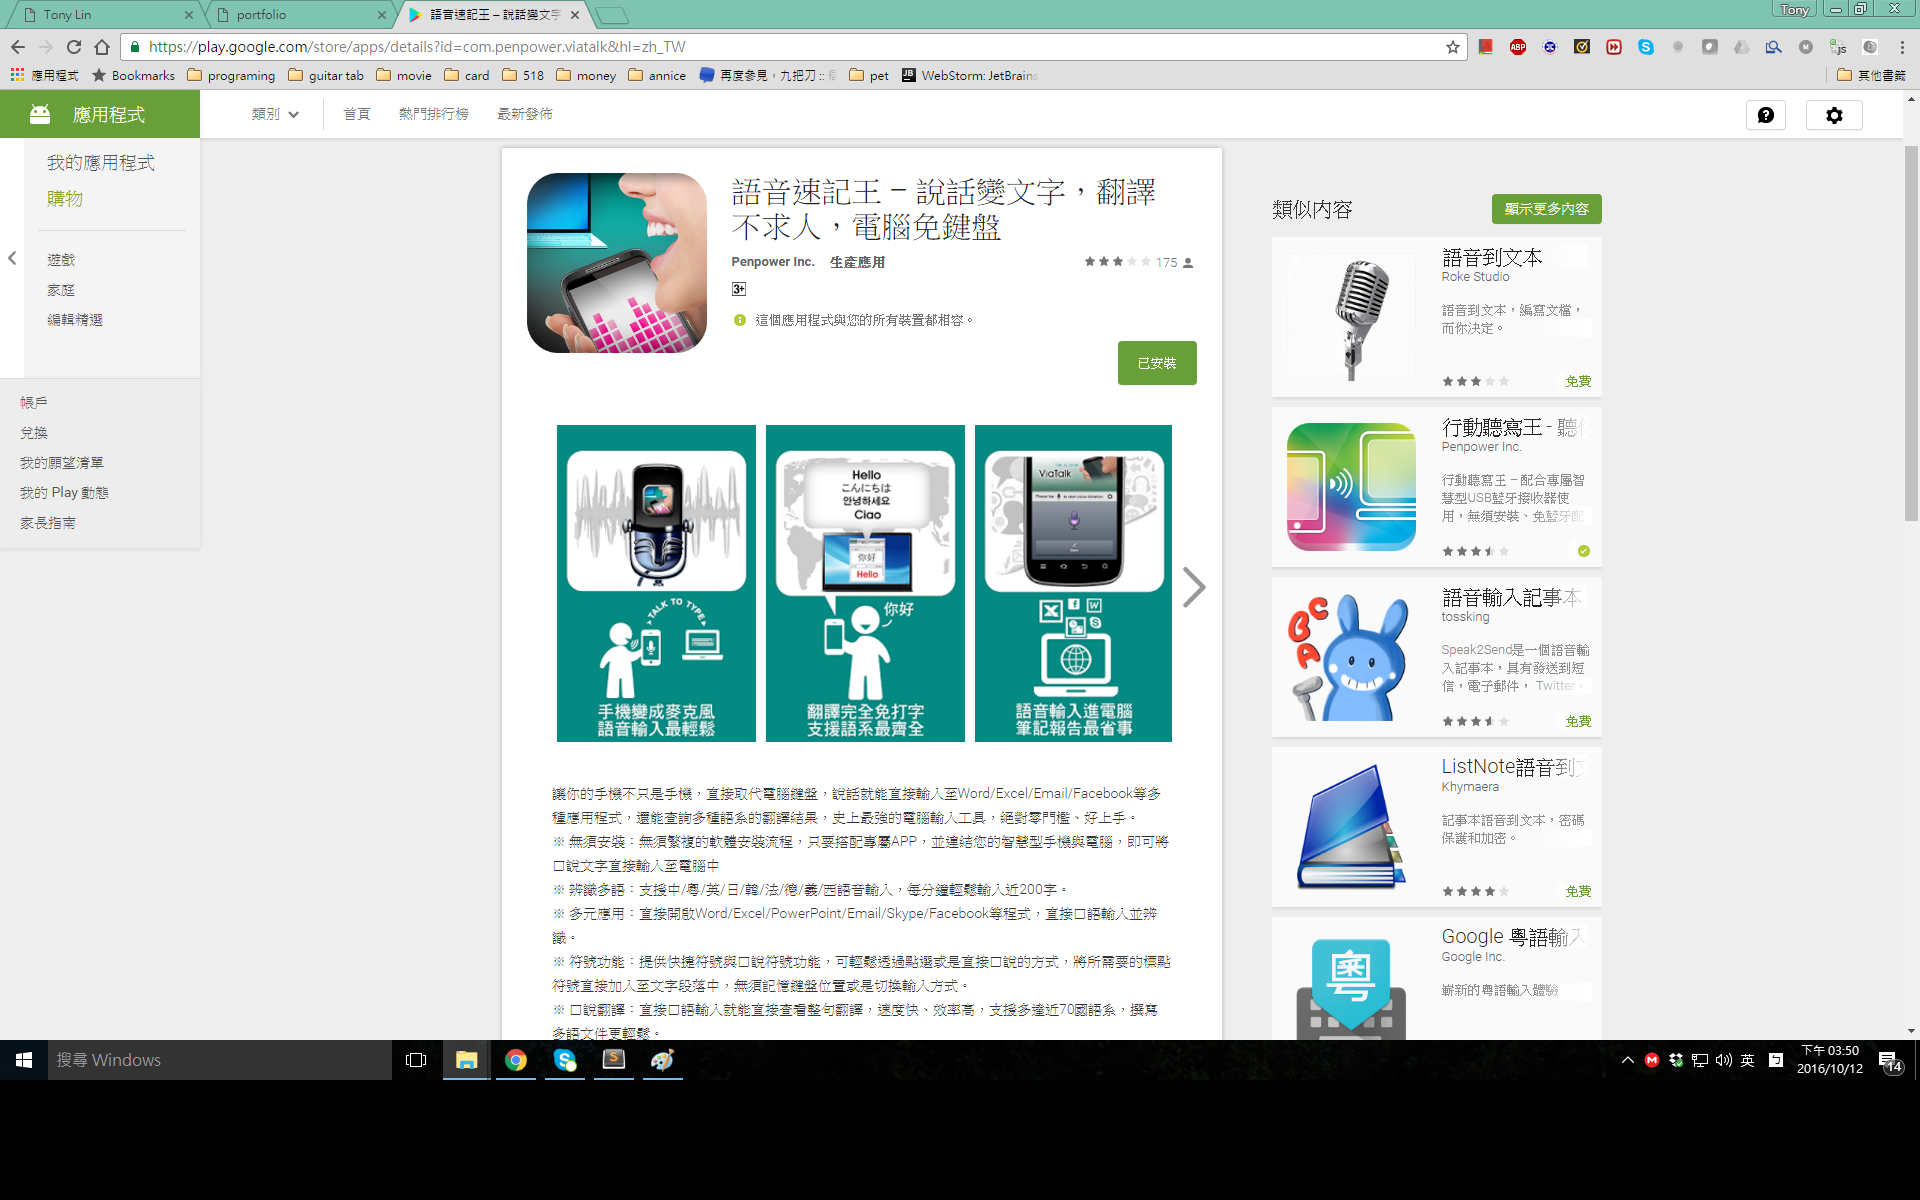 Tony Lin
portfolio
語音速記王 – 說話變文字
Tony
https://play.google.com/store/apps/details?id=com.penpower.viatalk&hl=zh_TW
ABP
js
應用程式 Bookmarks programing guitar tab movie card 518 money annice 再度參見，九把刀 :: pet WebStorm: JetBrains 其他書籤
應用程式
類別 首頁 熱門排行榜 最新發佈
我的應用程式
購物
遊戲
家庭
編輯精選
帳戶
兌換
我的願望清單
我的 Play 動態
家長指南
語音速記王 – 說話變文字，翻譯
不求人，電腦免鍵盤
Penpower Inc. 生產應用
175
3+
這個應用程式與您的所有裝置都相容。
已安裝
TALK TO TYPE
手機變成麥克風
語音輸入最輕鬆
Hello
こんにちは
안녕하세요
Ciao
你好
Hello
你好
翻譯完全免打字
支援語系最齊全
ViaTalk
語音輸入進電腦
筆記報告最省事
讓你的手機不只是手機，直接取代電腦鍵盤，說話就能直接輸入至Word/Excel/Email/Facebook等多
種應用程式，還能查詢多種語系的翻譯結果，史上最強的電腦輸入工具，絕對零門檻、好上手。
※ 無須安裝：無須繁複的軟體安裝流程，只要搭配專屬APP，並連結您的智慧型手機與電腦，即可將
口說文字直接輸入至電腦中
※ 辨識多語：支援中/粵/英/日/韓/法/德/義/西語音輸入，每分鐘輕鬆輸入近200字。
※ 多元應用：直接開啟Word/Excel/PowerPoint/Email/Skype/Facebook等程式，直接口語輸入並辨
識。
※ 符號功能：提供快捷符號與口說符號功能，可輕鬆透過點選或是直接口說的方式，將所需要的標點
符號直接加入至文字段落中，無須記憶鍵盤位置或是切換輸入方式。
※ 口說翻譯：直接口語輸入就能直接查看整句翻譯，速度快、效率高，支援多達近70國語系，撰寫
多語文件更輕鬆。
類似內容
顯示更多內容
語音到文本
Roke Studio
語音到文本，編寫文檔，
而你決定。
免費
行動聽寫王 - 聽
Penpower Inc.
行動聽寫王 – 配合專屬智
慧型USB藍牙接收器使
用，無須安裝、免藍牙配
語音輸入記事本
tossking
Speak2Send是一個語音輸
入記事本，具有發送到短
信，電子郵件， Twitter，
免費
ListNote語音到文
Khymaera
記事本語音到文本，密碼
保護和加密。
免費
Google 粵語輸入
Google Inc.
粵
嶄新的粵語輸入體驗
搜尋 Windows
英
下午 03:50
2016/10/12
14